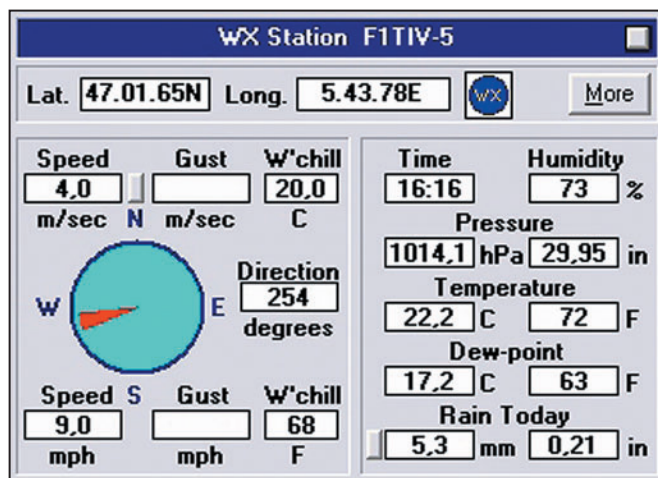 WX Station F1TIV-5
Lat. 47.01.65N Long. 5.43.78E WX More
Speed Gust W'chill
4,0 20,0
m/sec N m/sec C
W E
Direction
254
degrees
S
Speed Gust W'chill
9,0 68
mph mph F
Time Humidity
16:16 73 %
Pressure
1014,1 hPa 29,95 in
Temperature
22,2 C 72 F
Dew-point
17,2 C 63 F
Rain Today
5,3 mm 0,21 in